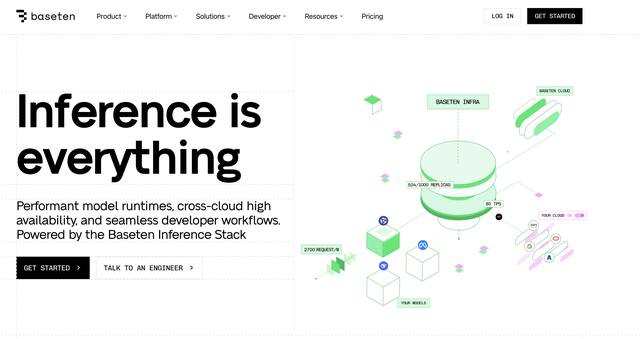 baseten
Product
Platform
Solutions
Developer
Resources
Pricing
LOG IN
GET STARTED
Inference is
everything
Performant model runtimes, cross-cloud high
availability, and seamless developer workflows.
Powered by the Baseten Inference Stack
GET STARTED
TALK TO AN ENGINEER
BASETEN CLOUD
BASETEN INFRA
504/1000 REPLICAS
60 TPS
YOUR CLOUD
2700 REQUEST/M
YOUR MODELS